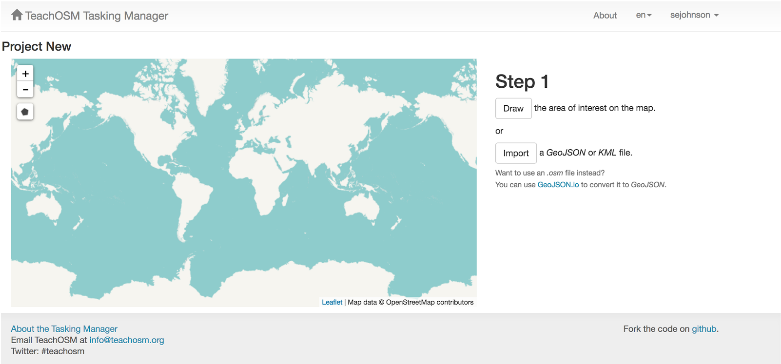 TeachOSM Tasking Manager
About
en
sejohnson
Project New
+
-
Step 1
Draw the area of interest on the map.
or
Import a GeoJSON or KML file.
Want to use an .osm file instead?
You can use GeoJSON.io to convert it to GeoJSON.
Leaflet | Map data © OpenStreetMap contributors
About the Tasking Manager
Email TeachOSM at info@teachosm.org
Twitter: #teachosm
Fork the code on github.